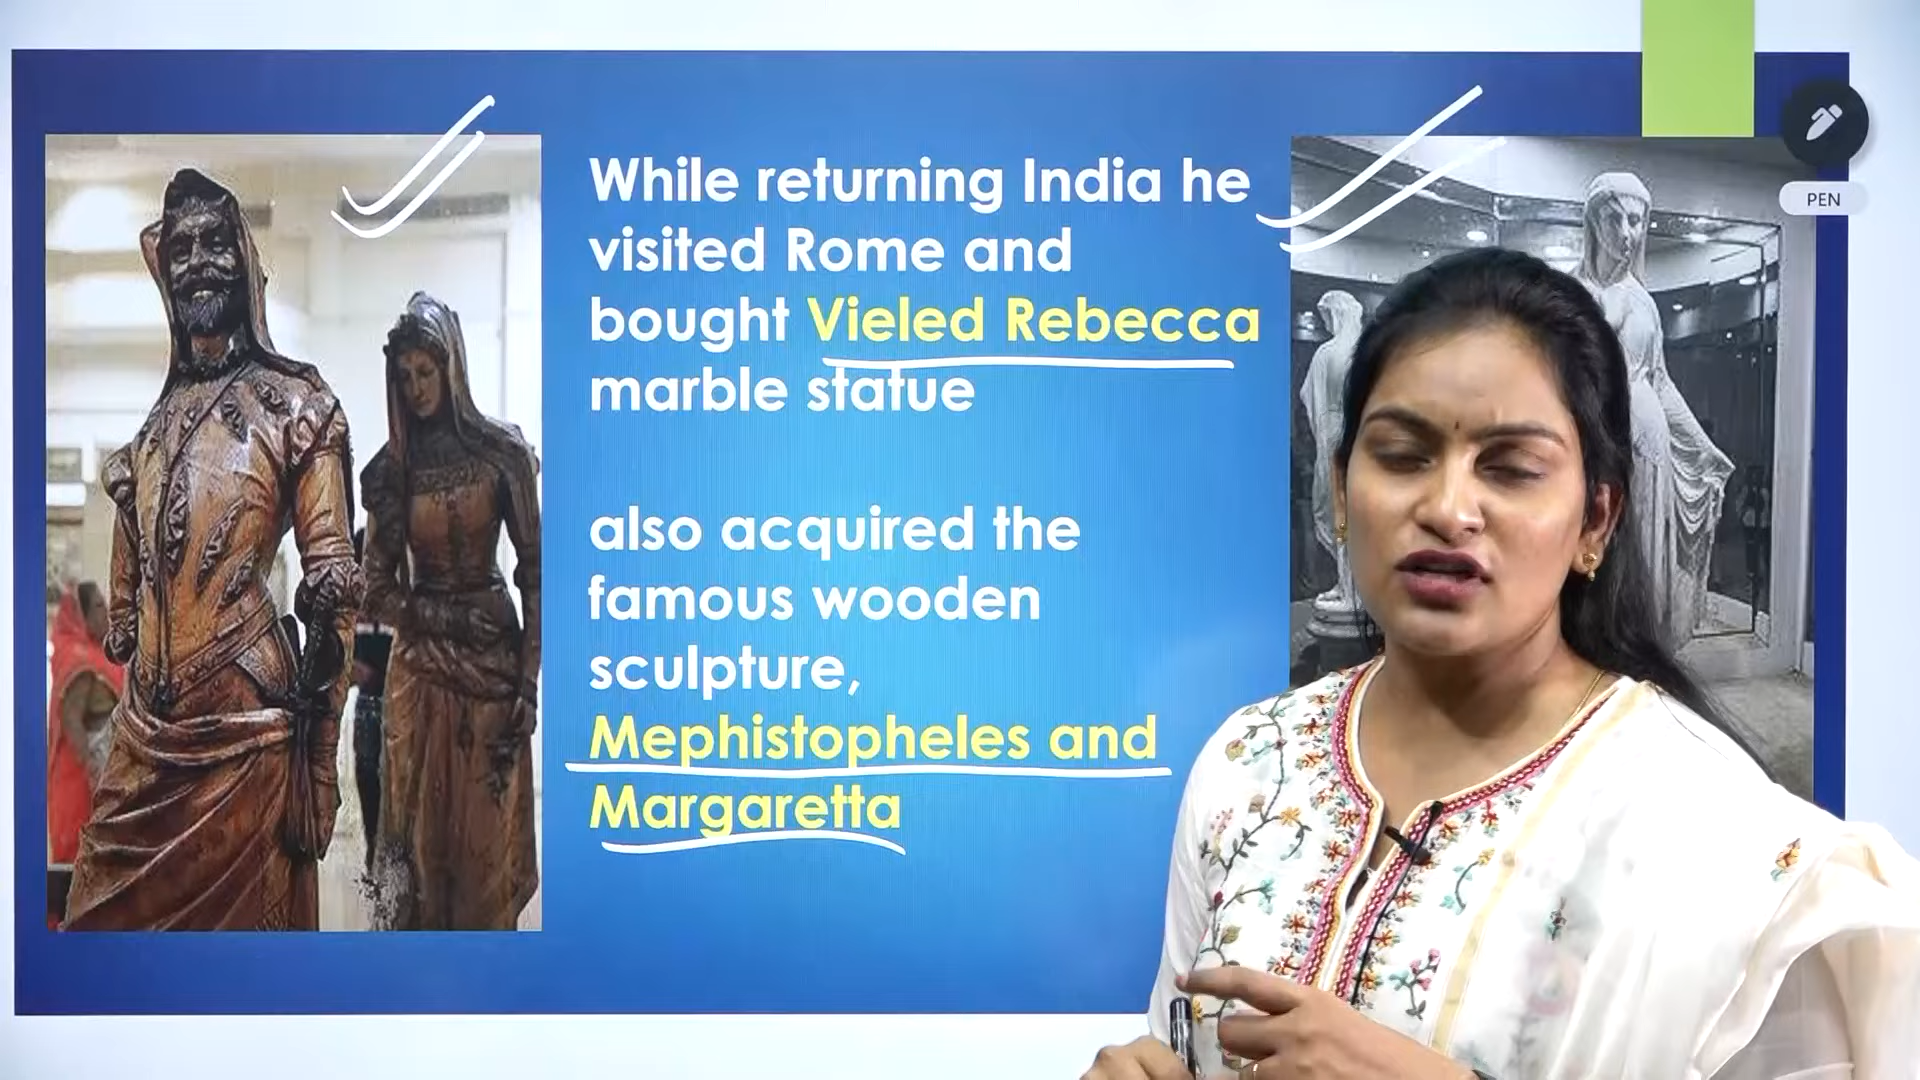 While returning India he
visited Rome and
bought Vieled Rebecca
marble statue
also acquired the
famous wooden
sculpture,
Mephistopheles and
Margaretta
PEN